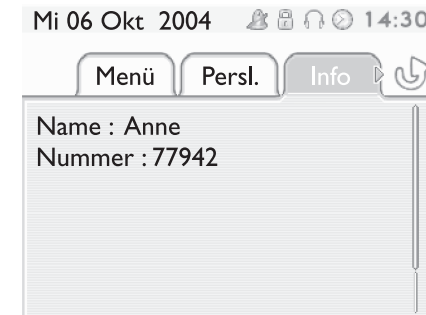 Mi 06 Okt 2004 14:30
Menü Persl. Info
Name : Anne
Nummer : 77942